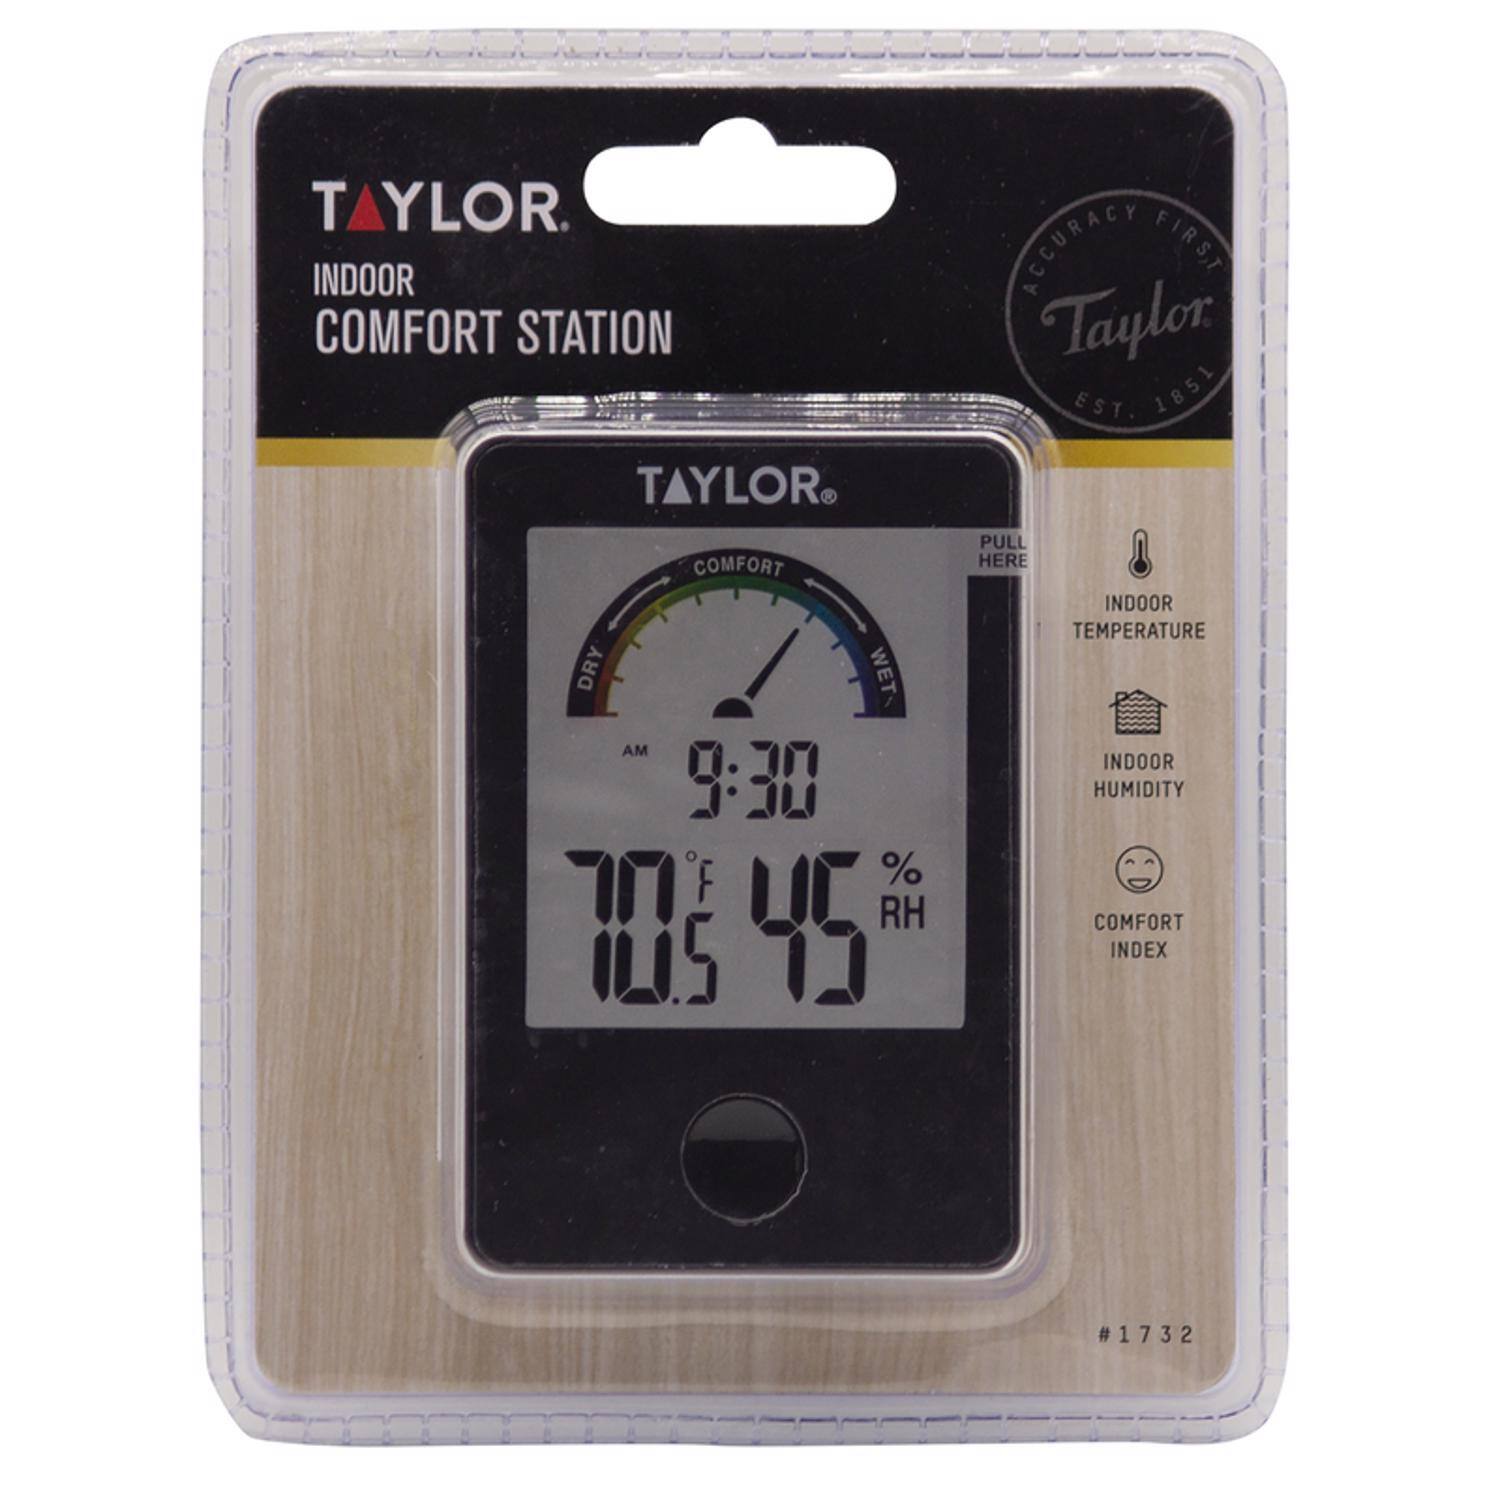 TAYLOR®
INDOOR
COMFORT STATION
ACCURACY FIRST
Taylor®
EST. 1851
TAYLOR®
PULL
HERE
COMFORT
DRY
WET
AM 9:30
70.5 °F 45 % RH
INDOOR
TEMPERATURE
INDOOR
HUMIDITY
COMFORT
INDEX
#1732